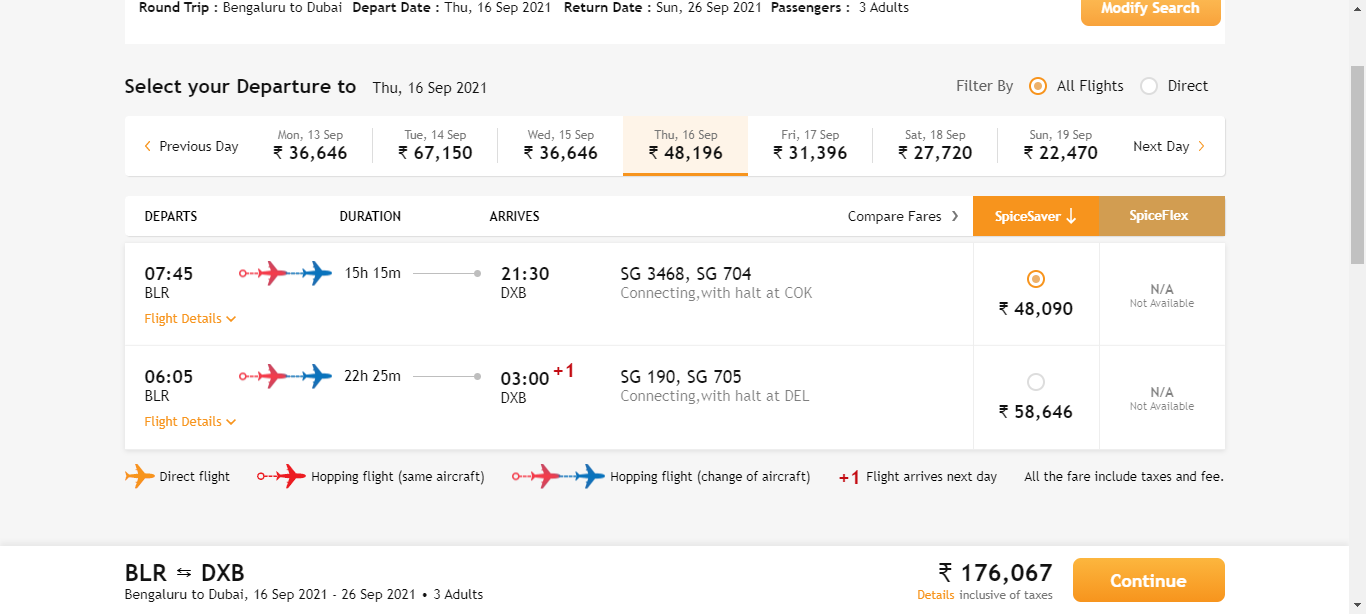 Round Trip : Bengaluru to Dubai Depart Date : Thu, 16 Sep 2021 Return Date : Sun, 26 Sep 2021 Passengers : 3 Adults
Modify Search
Select your Departure to Thu, 16 Sep 2021
Filter By All Flights Direct
Previous Day
Mon, 13 Sep
₹ 36,646
Tue, 14 Sep
₹ 67,150
Wed, 15 Sep
₹ 36,646
Thu, 16 Sep
₹ 48,196
Fri, 17 Sep
₹ 31,396
Sat, 18 Sep
₹ 27,720
Sun, 19 Sep
₹ 22,470
Next Day
DEPARTS DURATION ARRIVES Compare Fares SpiceSaver SpiceFlex
07:45 15h 15m 21:30 SG 3468, SG 704
BLR DXB Connecting,with halt at COK
Flight Details
₹ 48,090
N/A
Not Available
06:05 22h 25m 03:00 +1 SG 190, SG 705
BLR DXB Connecting,with halt at DEL
Flight Details
₹ 58,646
N/A
Not Available
Direct flight Hopping flight (same aircraft) Hopping flight (change of aircraft) +1 Flight arrives next day All the fare include taxes and fee.
BLR ⇆ DXB
Bengaluru to Dubai, 16 Sep 2021 - 26 Sep 2021 • 3 Adults
₹ 176,067
Details inclusive of taxes
Continue